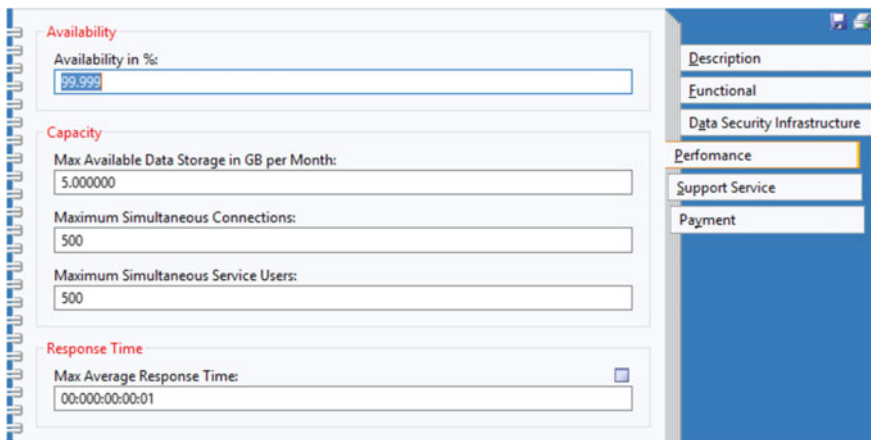 Availability
Availability in %:
99.999
Capacity
Max Available Data Storage in GB per Month:
5.000000
Maximum Simultaneous Connections:
500
Maximum Simultaneous Service Users:
500
Response Time
Max Average Response Time:
00:000:00:00:01
Description
Functional
Data Security Infrastructure
Perfomance
Support Service
Payment